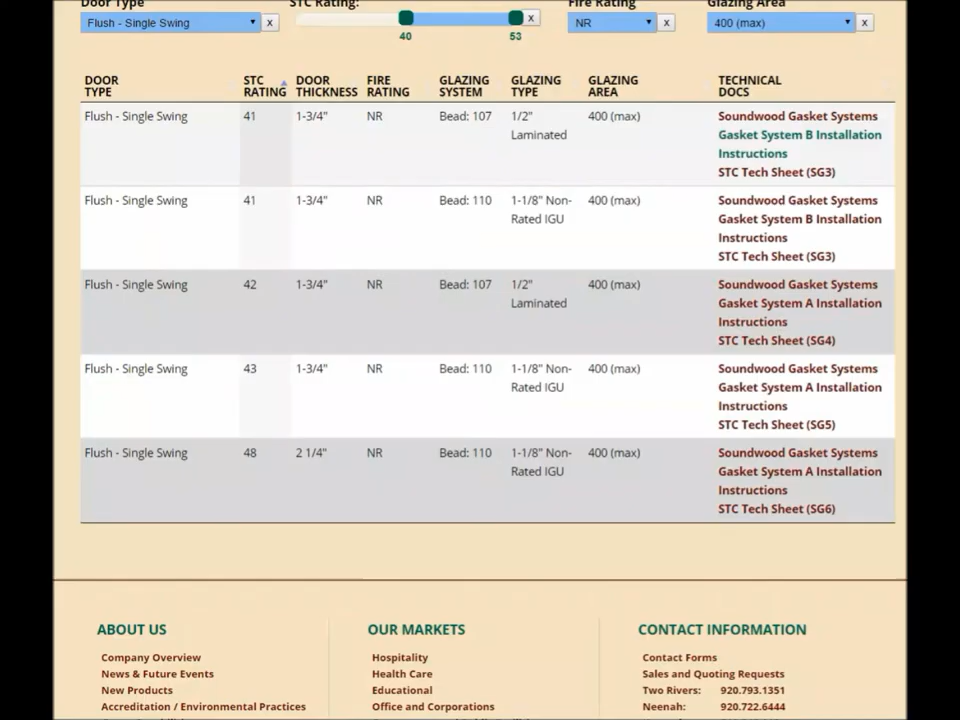 Door Type STC Rating: Fire Rating Glazing Area
Flush - Single Swing x x NR x 400 (max) x
40 53
DOOR TYPE STC RATING DOOR THICKNESS FIRE RATING GLAZING SYSTEM GLAZING TYPE GLAZING AREA TECHNICAL DOCS
Flush - Single Swing 41 1-3/4" NR Bead: 107 1/2" 400 (max) Soundwood Gasket Systems
Laminated Gasket System B Installation
Instructions
STC Tech Sheet (SG3)
Flush - Single Swing 41 1-3/4" NR Bead: 110 1-1/8" Non- 400 (max) Soundwood Gasket Systems
Rated IGU Gasket System B Installation
Instructions
STC Tech Sheet (SG3)
Flush - Single Swing 42 1-3/4" NR Bead: 107 1/2" 400 (max) Soundwood Gasket Systems
Laminated Gasket System A Installation
Instructions
STC Tech Sheet (SG4)
Flush - Single Swing 43 1-3/4" NR Bead: 110 1-1/8" Non- 400 (max) Soundwood Gasket Systems
Rated IGU Gasket System A Installation
Instructions
STC Tech Sheet (SG5)
Flush - Single Swing 48 2 1/4" NR Bead: 110 1-1/8" Non- 400 (max) Soundwood Gasket Systems
Rated IGU Gasket System A Installation
Instructions
STC Tech Sheet (SG6)
ABOUT US
Company Overview
News & Future Events
New Products
Accreditation / Environmental Practices
OUR MARKETS
Hospitality
Health Care
Educational
Office and Corporations
CONTACT INFORMATION
Contact Forms
Sales and Quoting Requests
Two Rivers: 920.793.1351
Neenah: 920.722.6444